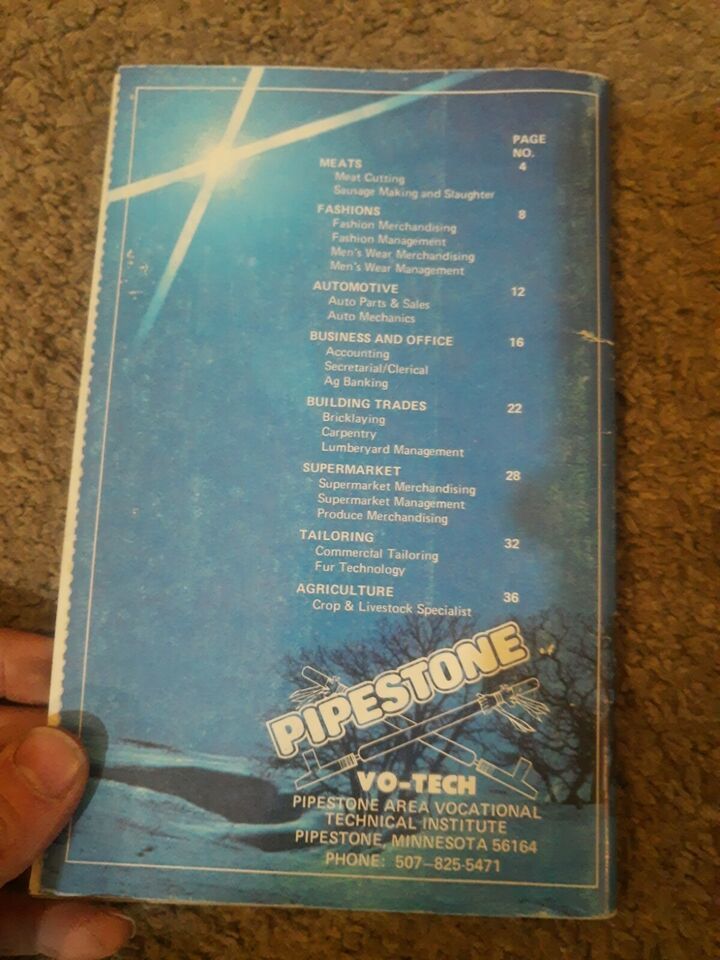 PAGE
NO.
MEATS 4
Meat Cutting
Sausage Making and Slaughter
FASHIONS 8
Fashion Merchandising
Fashion Management
Men's Wear Merchandising
Men's Wear Management
AUTOMOTIVE 12
Auto Parts & Sales
Auto Mechanics
BUSINESS AND OFFICE 16
Accounting
Secretarial/Clerical
Ag Banking
BUILDING TRADES 22
Bricklaying
Carpentry
Lumberyard Management
SUPERMARKET 28
Supermarket Merchandising
Supermarket Management
Produce Merchandising
TAILORING 32
Commercial Tailoring
Fur Technology
AGRICULTURE 36
Crop & Livestock Specialist
PIPESTONE
VO-TECH
PIPESTONE AREA VOCATIONAL
TECHNICAL INSTITUTE
PIPESTONE, MINNESOTA 56164
PHONE: 507-825-5471